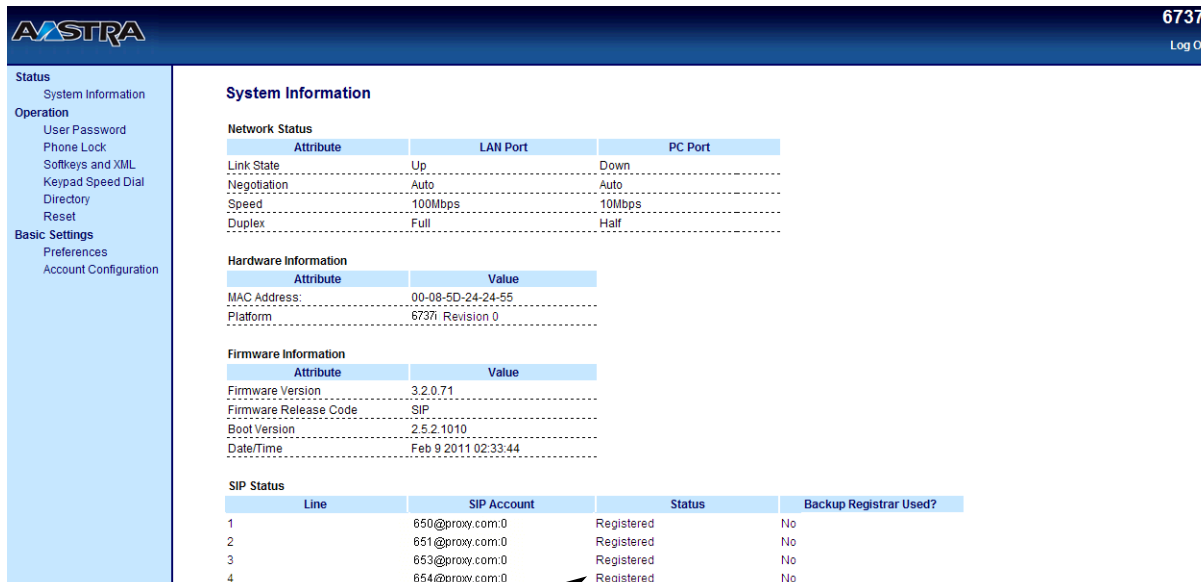 AASTRA
6737
Log O
Status
System Information
Operation
User Password
Phone Lock
Softkeys and XML
Keypad Speed Dial
Directory
Reset
Basic Settings
Preferences
Account Configuration
System Information
Network Status
Attribute LAN Port PC Port
Link State Up Down
Negotiation Auto Auto
Speed 100Mbps 10Mbps
Duplex Full Half
Hardware Information
Attribute Value
MAC Address: 00-08-5D-24-24-55
Platform 6737i Revision 0
Firmware Information
Attribute Value
Firmware Version 3.2.0.71
Firmware Release Code SIP
Boot Version 2.5.2.1010
Date/Time Feb 9 2011 02:33:44
SIP Status
Line SIP Account Status Backup Registrar Used?
1 650@proxy.com:0 Registered No
2 651@proxy.com:0 Registered No
3 653@proxy.com:0 Registered No
4 654@proxy.com:0 Registered No